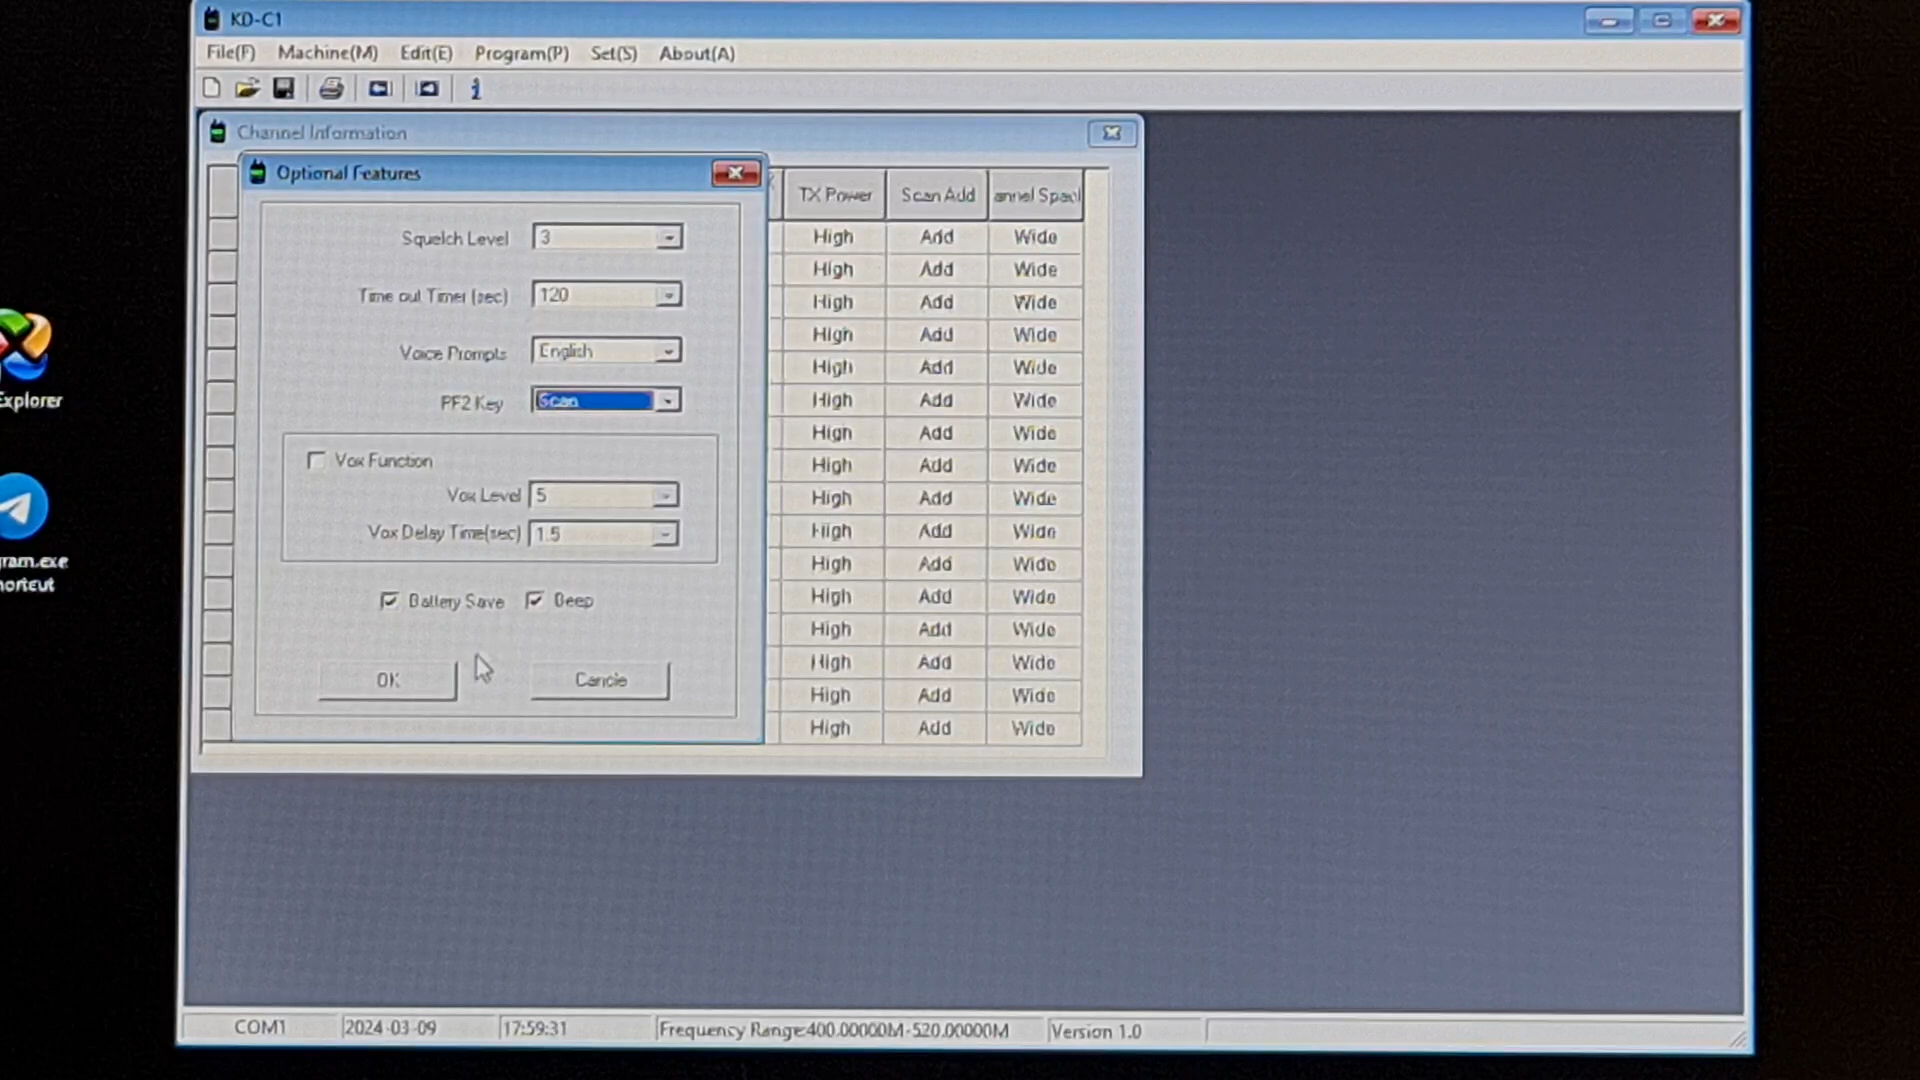 KD-C1
File(F) Machine(M) Edit(E) Program(P) Set(S) About(A)
Channel Information
Optional Features
TX Power Scan Add annel Spaci
Squelch Level 3
High Add Wide
High Add Wide
Time out Timer (sec) 120
High Add Wide
High Add Wide
Voice Prompts English
High Add Wide
PF2 Key Scan
High Add Wide
High Add Wide
Vox Function
High Add Wide
Vox Level 5
High Add Wide
Vox Delay Time(sec) 1.5
High Add Wide
High Add Wide
Battery Save Beep
High Add Wide
High Add Wide
High Add Wide
OK Cancle
High Add Wide
High Add Wide
Explorer
gram.exe
hortcut
COM1 2024-03-09 17:59:31 Frequency Range:400.00000M-520.00000M Version 1.0